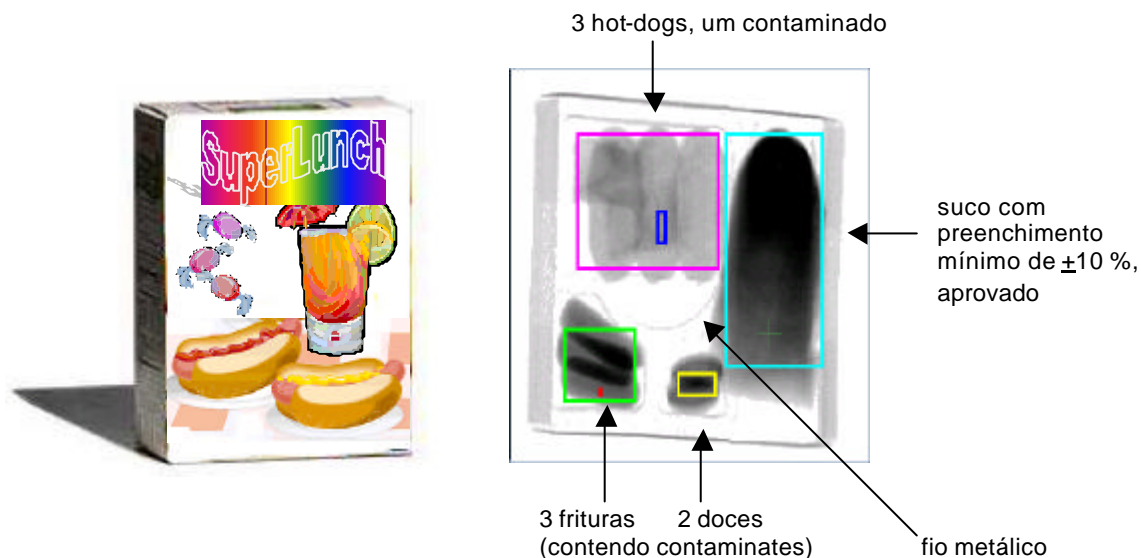 3 hot-dogs, um contaminado
SuperLunch
suco com
preenchimento
mínimo de ±10 %,
aprovado
3 frituras
(contendo contaminates)
2 doces
fio metálico